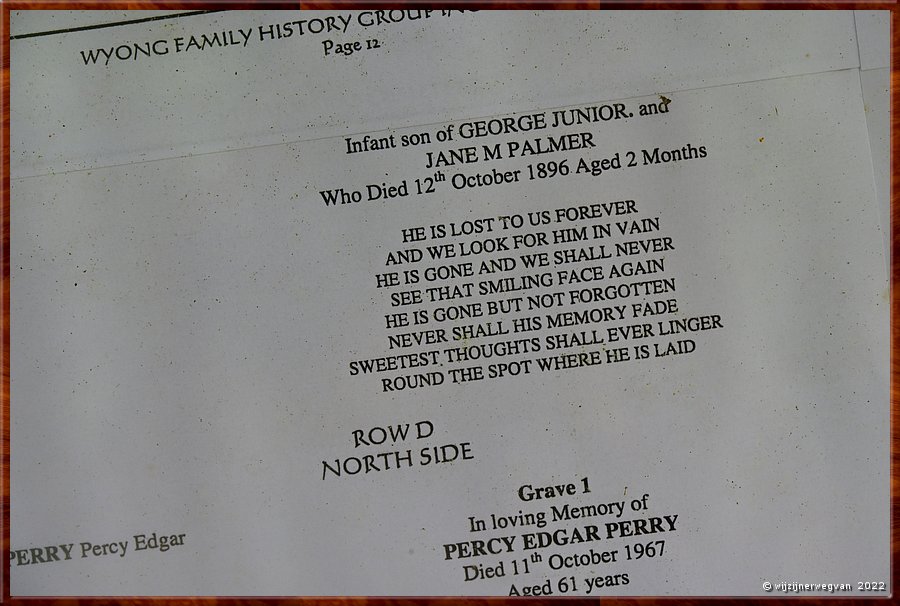 WYONG FAMILY HISTORY GROUP INC
Page 12
Infant son of GEORGE JUNIOR. and
JANE M PALMER
Who Died 12th October 1896 Aged 2 Months
HE IS LOST TO US FOREVER
AND WE LOOK FOR HIM IN VAIN
HE IS GONE AND WE SHALL NEVER
SEE THAT SMILING FACE AGAIN
HE IS GONE BUT NOT FORGOTTEN
NEVER SHALL HIS MEMORY FADE
SWEETEST THOUGHTS SHALL EVER LINGER
ROUND THE SPOT WHERE HE IS LAID
ROW D
NORTH SIDE
Grave 1
In loving Memory of
PERRY Percy Edgar
PERCY EDGAR PERRY
Died 11th October 1967
Aged 61 years
© wijzijnerwegvan 2022